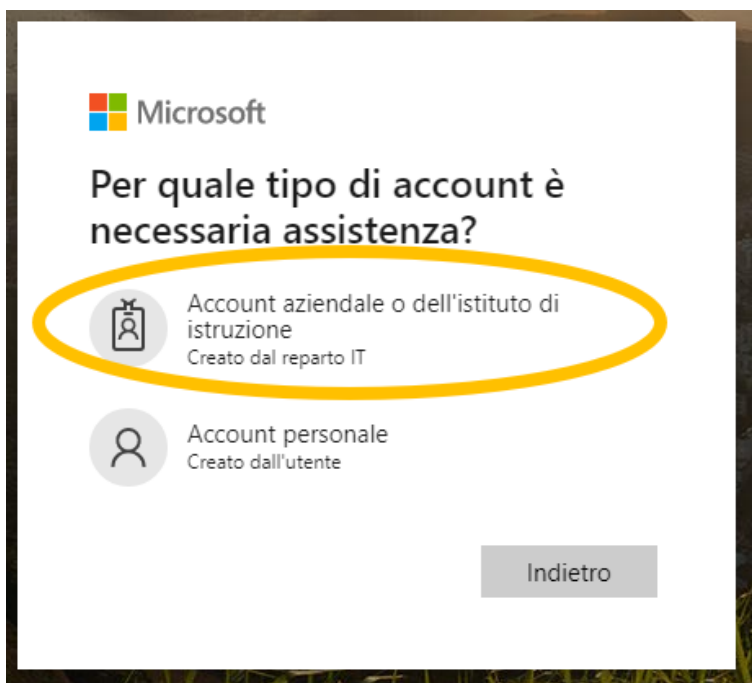 Microsoft
Per quale tipo di account è
necessaria assistenza?
Account aziendale o dell'istituto di
istruzione
Creato dal reparto IT
Account personale
Creato dall'utente
Indietro